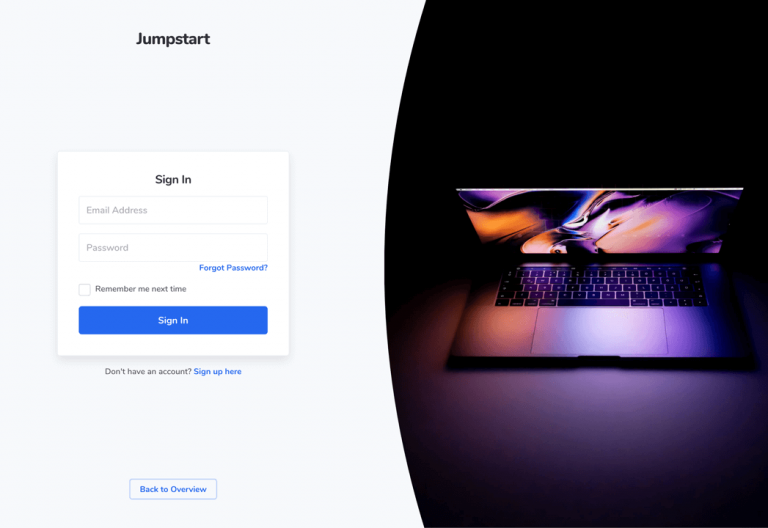 Jumpstart
Sign In
Email Address
Password
Forgot Password?
Remember me next time
Sign In
Don't have an account? Sign up here
Back to Overview